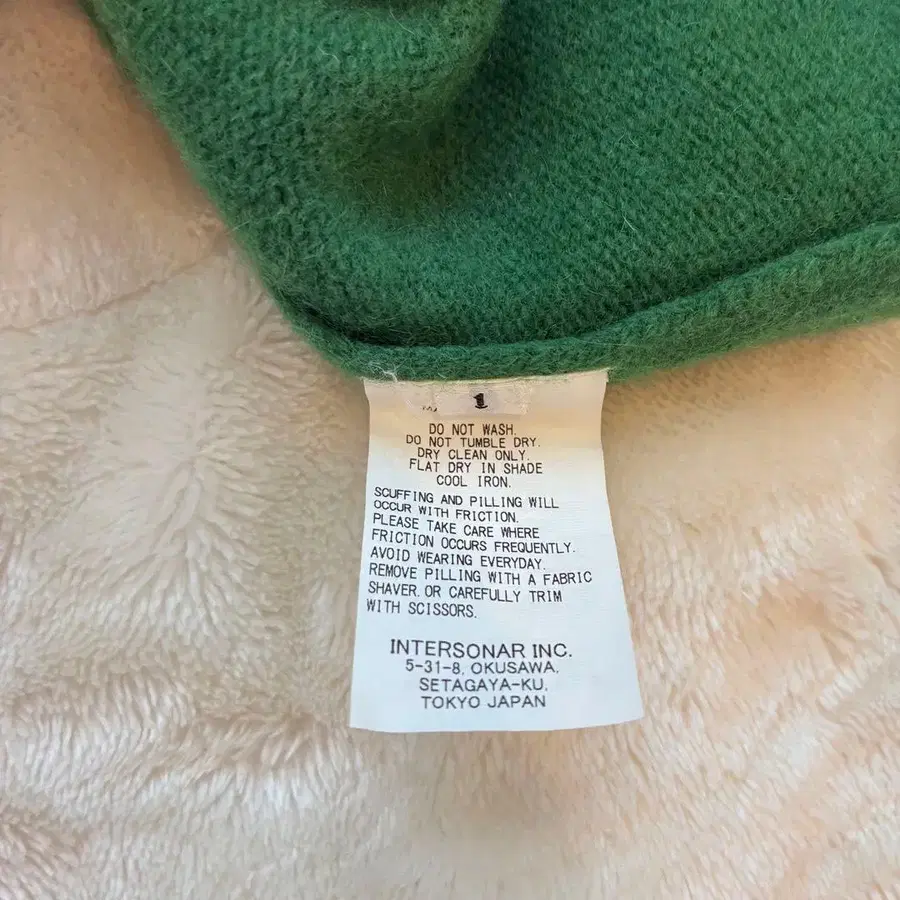 1
DO NOT WASH.
DO NOT TUMBLE DRY.
DRY CLEAN ONLY.
FLAT DRY IN SHADE
COOL IRON.
SCUFFING AND PILLING WILL
OCCUR WITH FRICTION.
PLEASE TAKE CARE WHERE
FRICTION OCCURS FREQUENTLY.
AVOID WEARING EVERYDAY.
REMOVE PILLING WITH A FABRIC
SHAVER. OR CAREFULLY TRIM
WITH SCISSORS.
INTERSONAR INC.
5-31-8, OKUSAWA,
SETAGAYA-KU,
TOKYO JAPAN